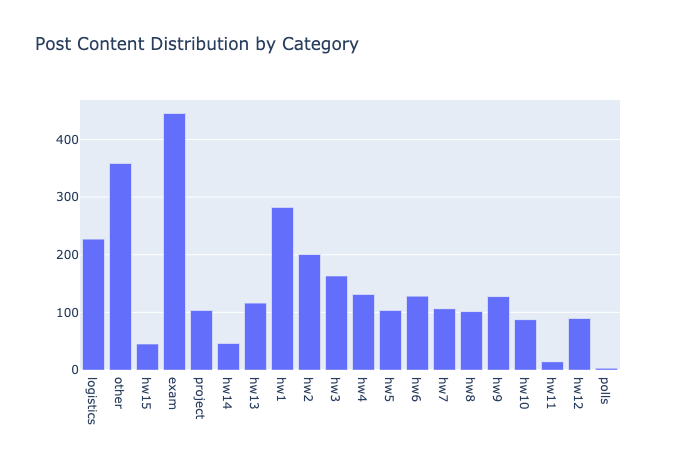 Post Content Distribution by Category
400
300
200
100
0
logistics
other
hw15
exam
project
hw14
hw13
hw1
hw2
hw3
hw4
hw5
hw6
hw7
hw8
hw9
hw10
hw11
hw12
polls